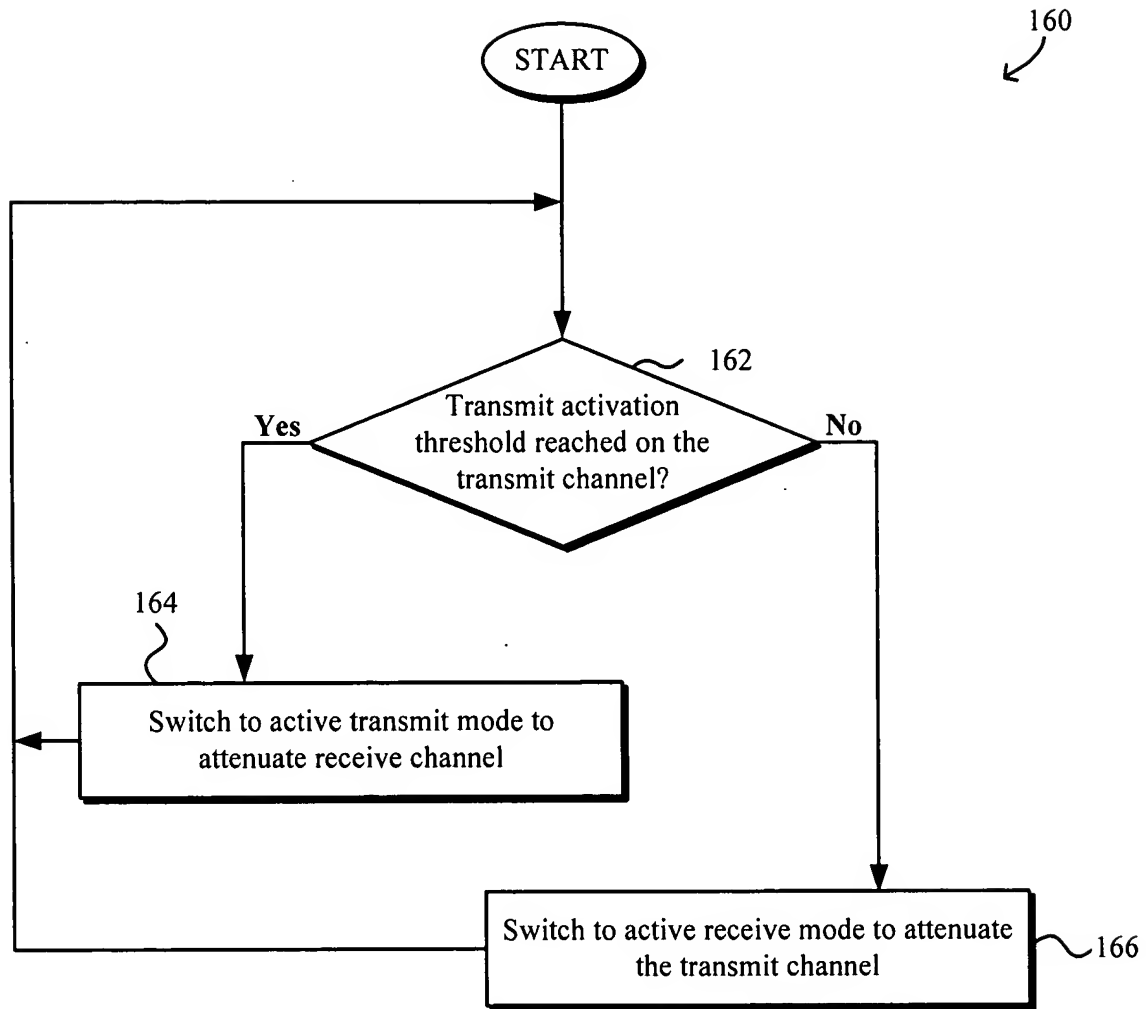 160
START
162
Transmit activation
threshold reached on the
transmit channel?
Yes
No
164
Switch to active transmit mode to
attenuate receive channel
Switch to active receive mode to attenuate
the transmit channel
166